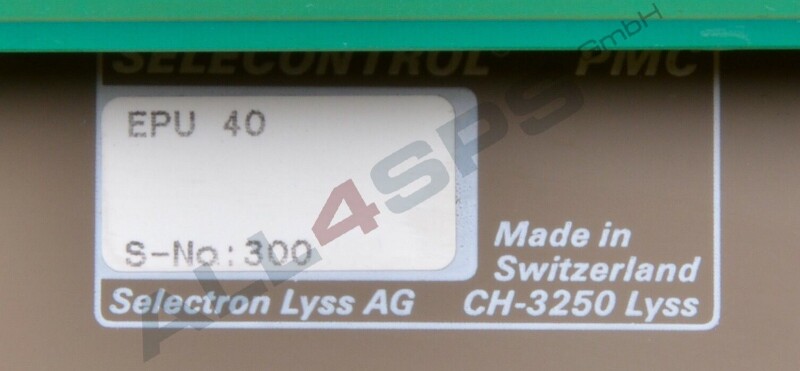 SELECONTROL® PMC
EPU 40
S-No:300
Made in
Switzerland
Selectron Lyss AG CH-3250 Lyss
ALL4SPS GmbH